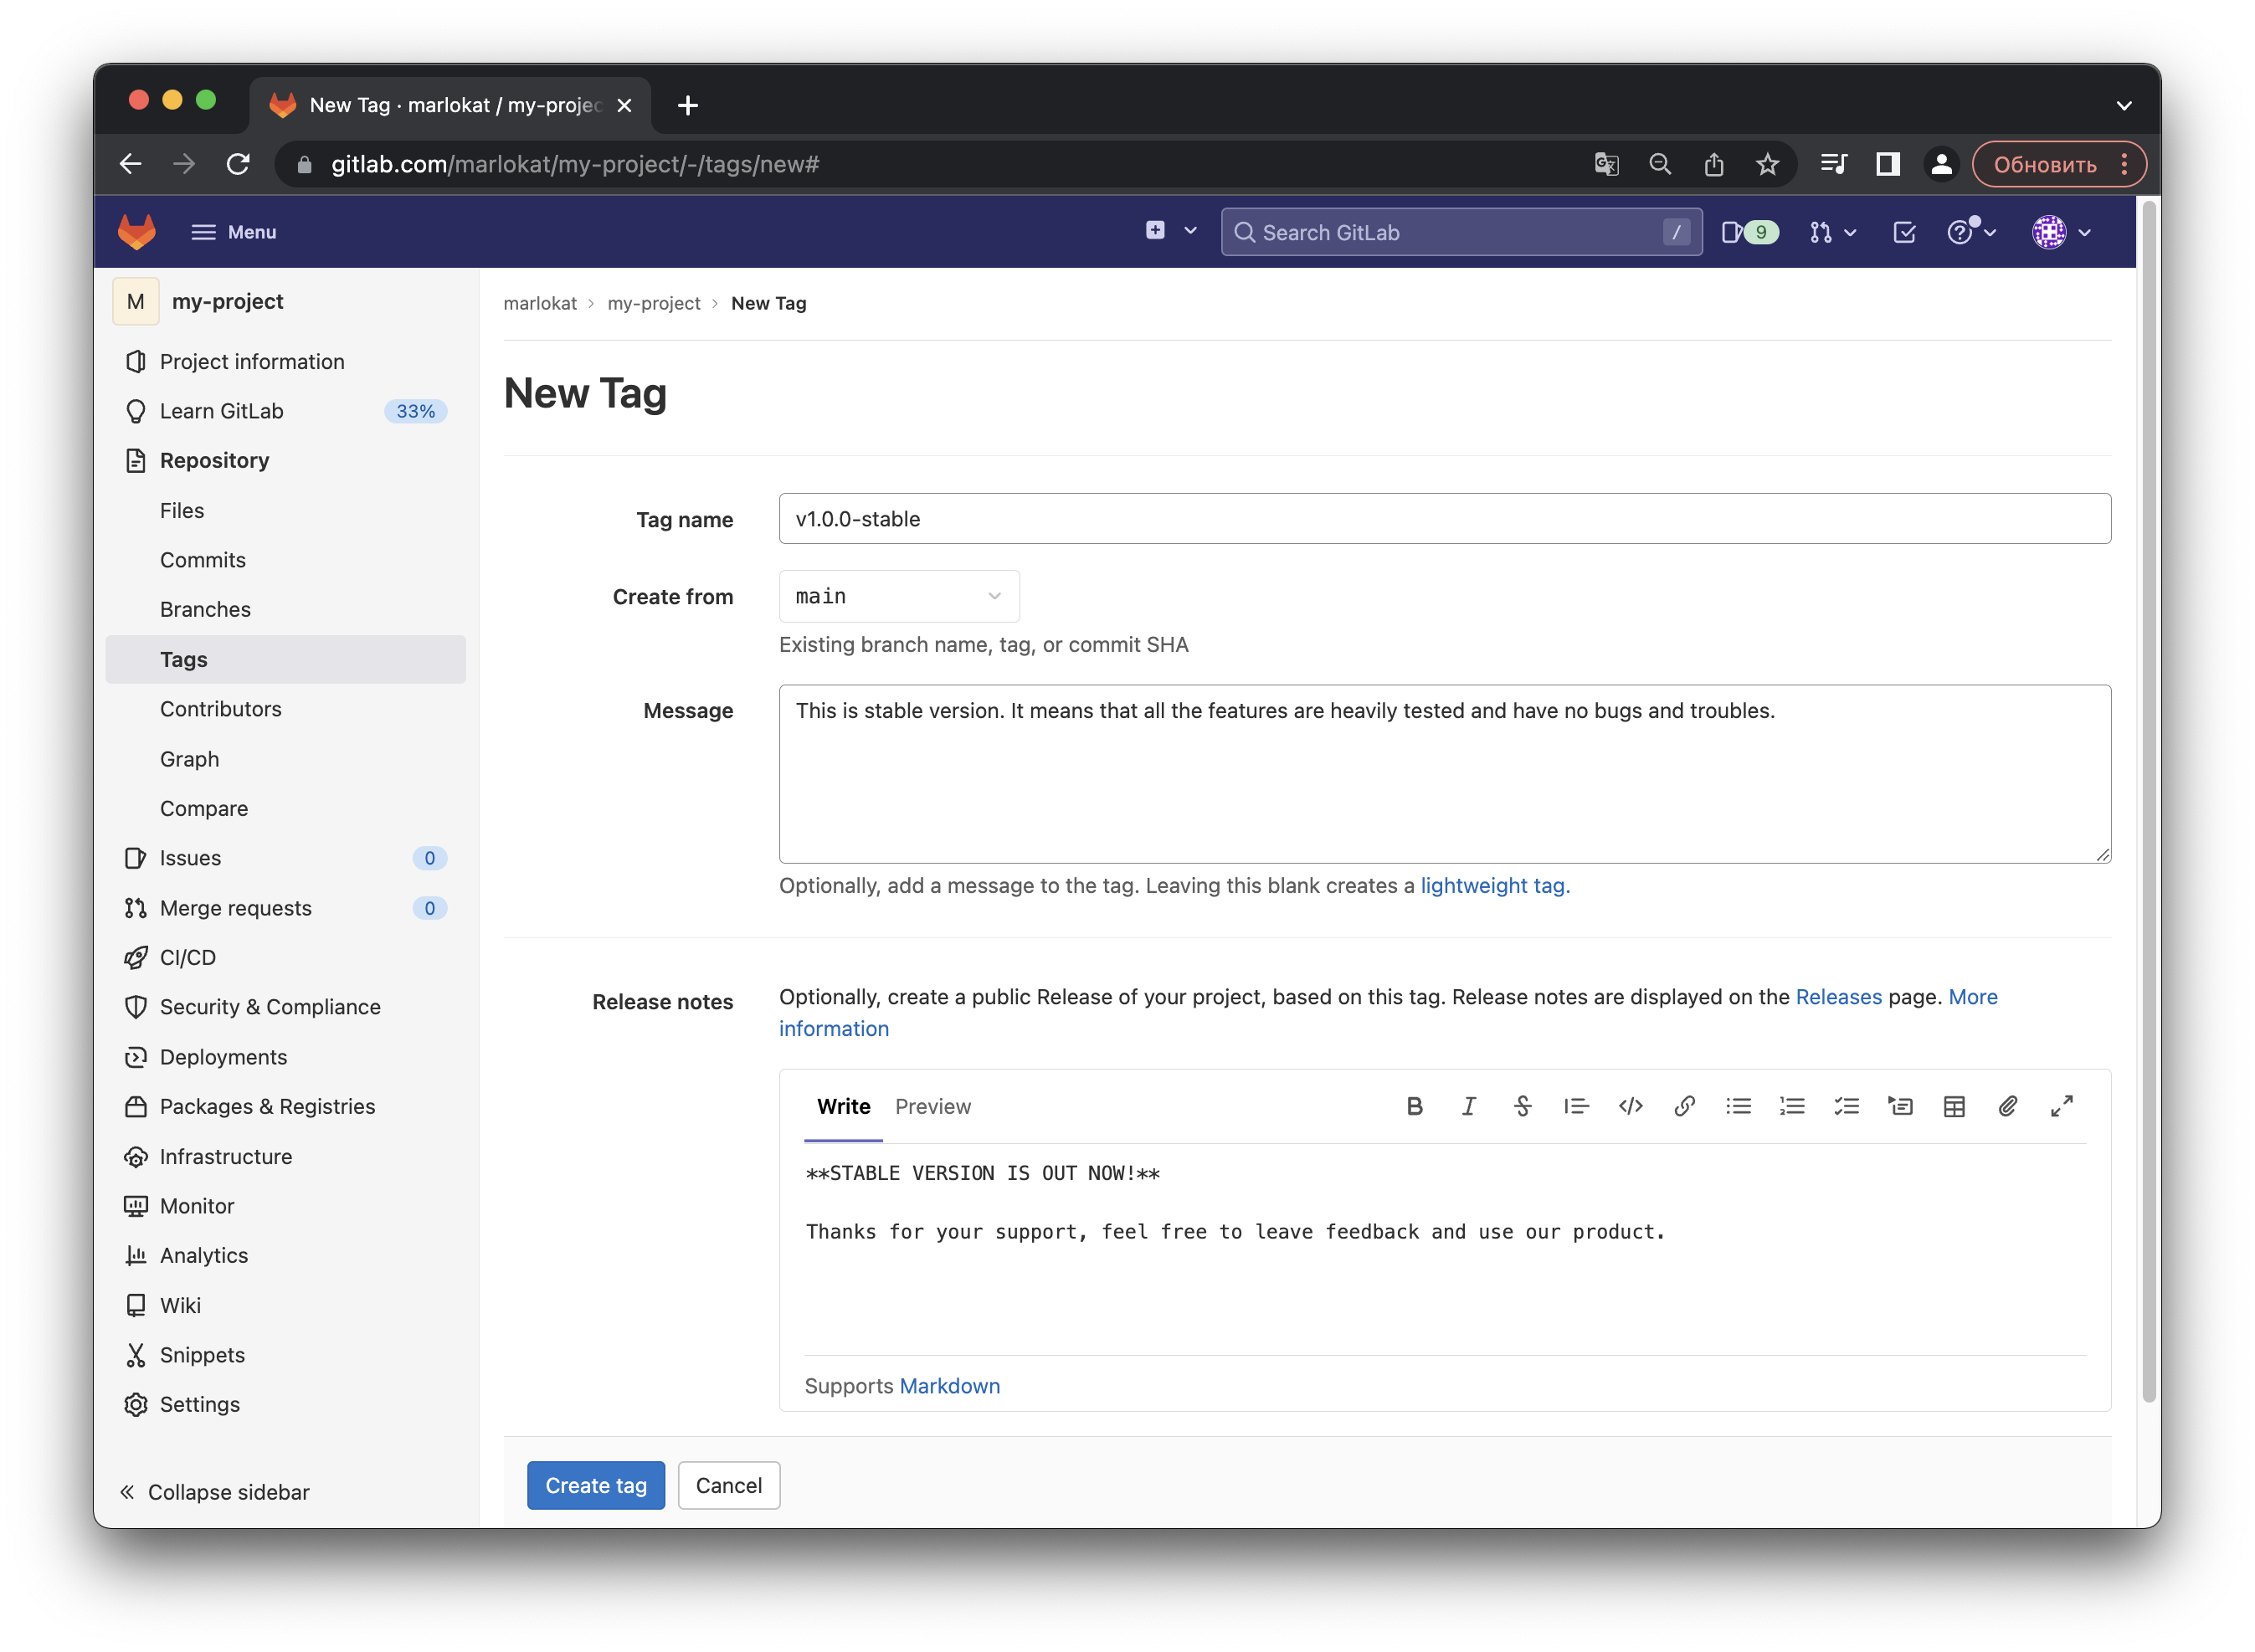 New Tag · marlokat / my-projec
gitlab.com/marlokat/my-project/-/tags/new#
Обновить
Menu
Search GitLab
/
9
M
my-project
Project information
Learn GitLab
33%
Repository
Files
Commits
Branches
Tags
Contributors
Graph
Compare
Issues
0
Merge requests
0
CI/CD
Security & Compliance
Deployments
Packages & Registries
Infrastructure
Monitor
Analytics
Wiki
Snippets
Settings
Collapse sidebar
marlokat › my-project › New Tag
New Tag
Tag name
v1.0.0-stable
Create from
main
Existing branch name, tag, or commit SHA
Message
This is stable version. It means that all the features are heavily tested and have no bugs and troubles.
Optionally, add a message to the tag. Leaving this blank creates a lightweight tag.
Release notes
Optionally, create a public Release of your project, based on this tag. Release notes are displayed on the Releases page. More
information
Write
Preview
**STABLE VERSION IS OUT NOW!**
Thanks for your support, feel free to leave feedback and use our product.
Supports Markdown
Create tag
Cancel